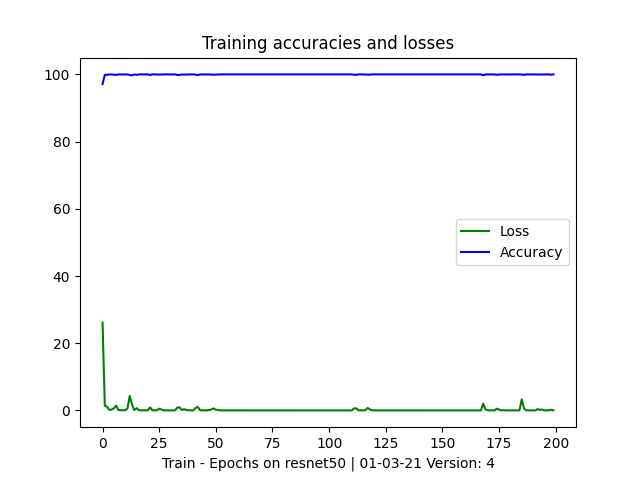 Training accuracies and losses
100
80
60
40
20
0
Loss
Accuracy
0 25 50 75 100 125 150 175 200
Train - Epochs on resnet50 | 01-03-21 Version: 4